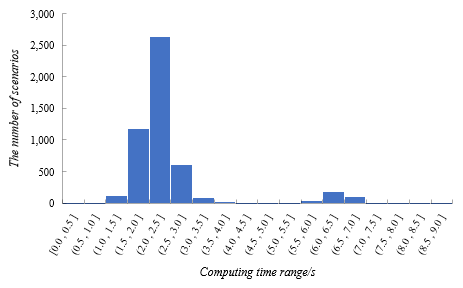 3,000
2,500
2,000
1,500
1,000
500
0
The number of scenarios
[0.0 , 0.5 ]
(0.5 , 1.0 ]
(1.0 , 1.5 ]
(1.5 , 2.0 ]
(2.0 , 2.5 ]
(2.5 , 3.0 ]
(3.0 , 3.5 ]
(3.5 , 4.0 ]
(4.0 , 4.5 ]
(4.5 , 5.0 ]
(5.0 , 5.5 ]
(5.5 , 6.0 ]
(6.0 , 6.5 ]
(6.5 , 7.0 ]
(7.0 , 7.5 ]
(7.5 , 8.0 ]
(8.0 , 8.5 ]
(8.5 , 9.0 ]
Computing time range/s